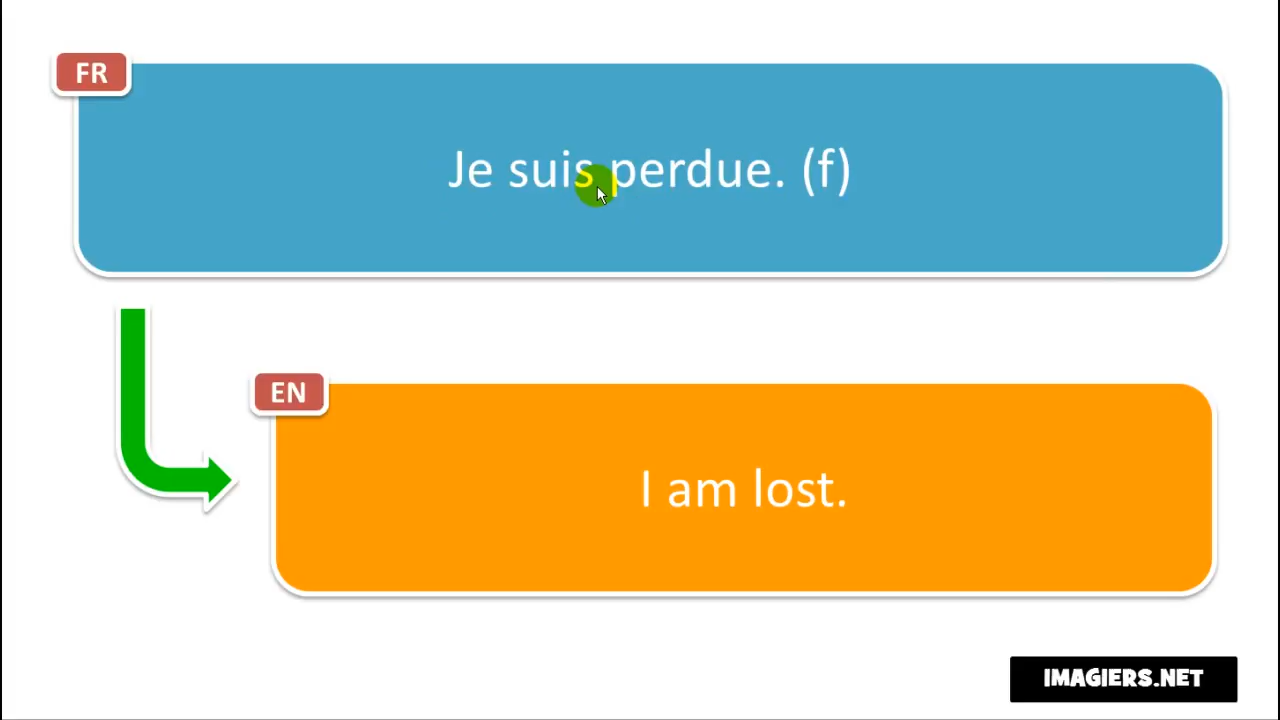 FR
Je suis perdue. (f)
EN
I am lost.
IMAGIERS.NET